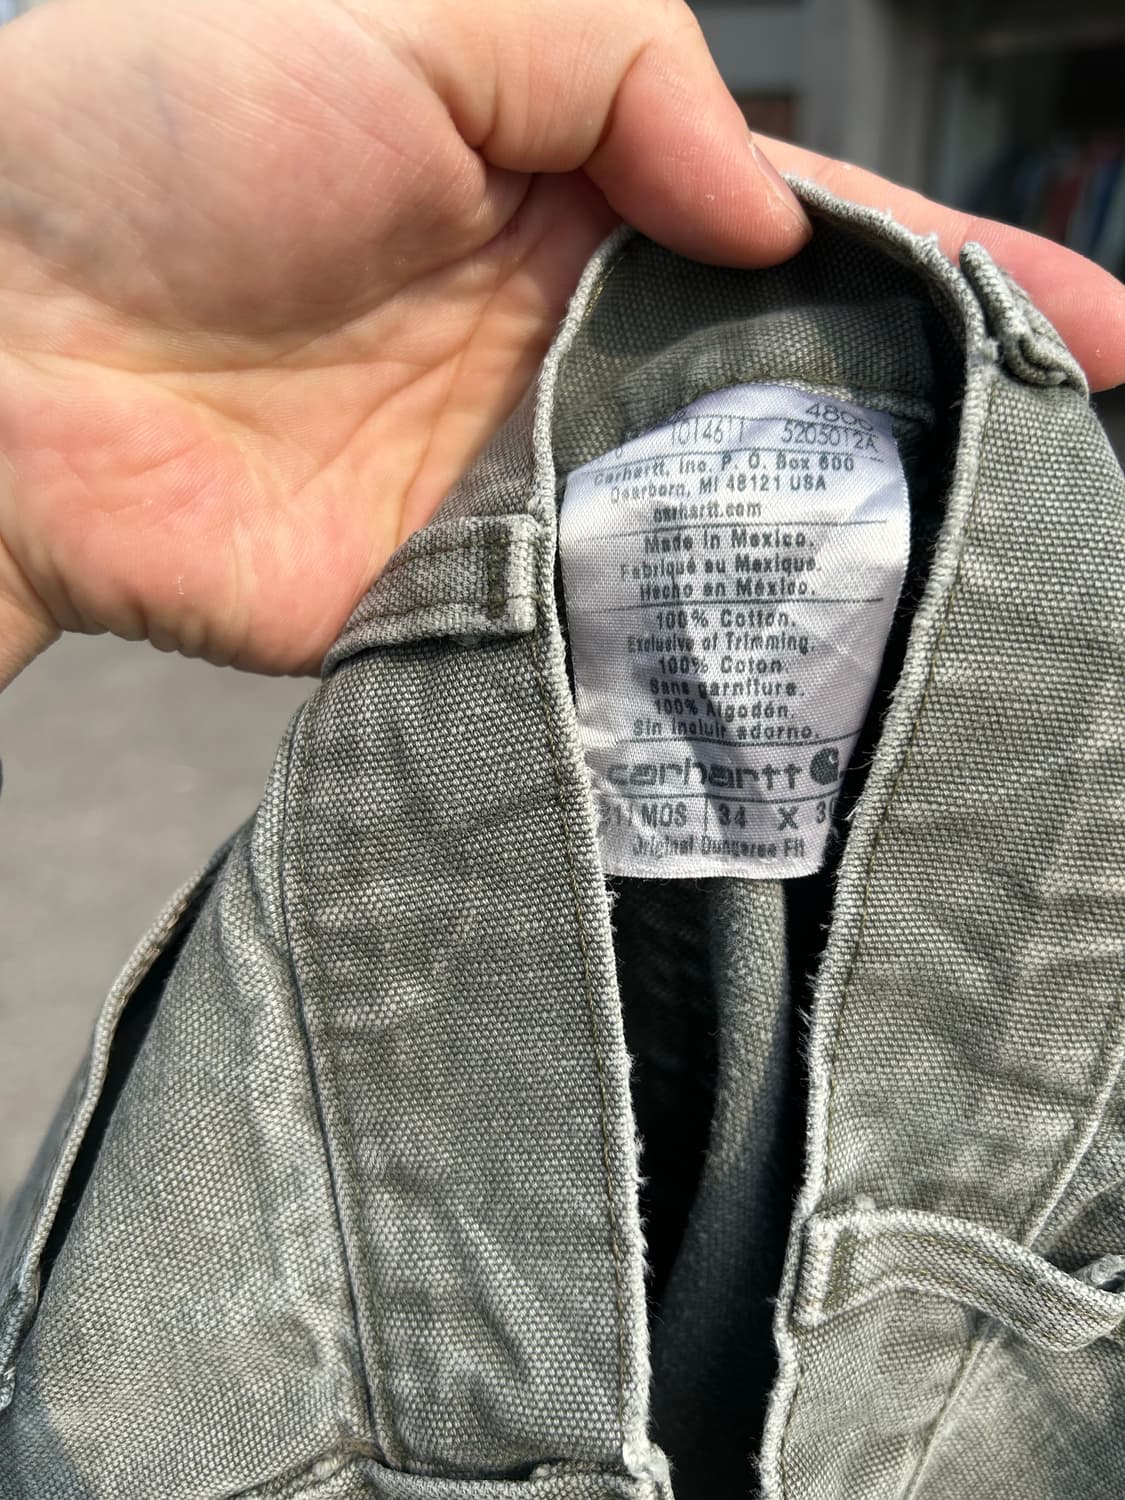 4800
1014611 5205012A
Carhartt, Inc. P. O. Box 600
Dearborn, MI 48121 USA
carhartt.com
Made in Mexico.
Fabriqué au Mexique.
Hecho en México.
100% Cotton.
Exclusive of Trimming.
100% Coton.
Sans garniture.
100% Algodón.
Sin incluir adorno.
carhartt
MOS 34 X
Original Dungaree Fit